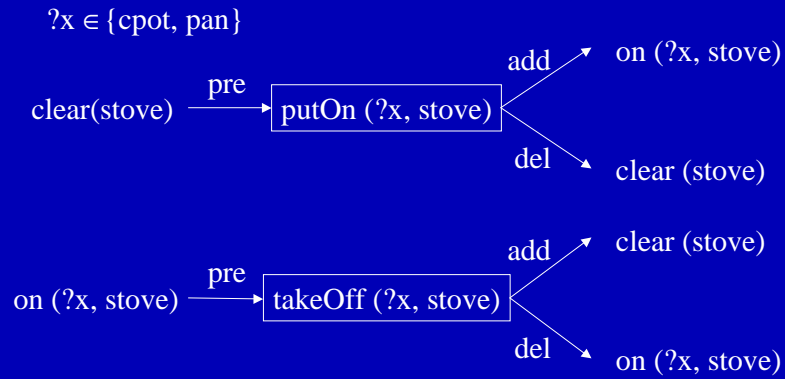 ?x ∈ {cpot, pan}
add on (?x, stove)
clear(stove) pre putOn (?x, stove)
del clear (stove)
add clear (stove)
on (?x, stove) pre takeOff (?x, stove)
del on (?x, stove)